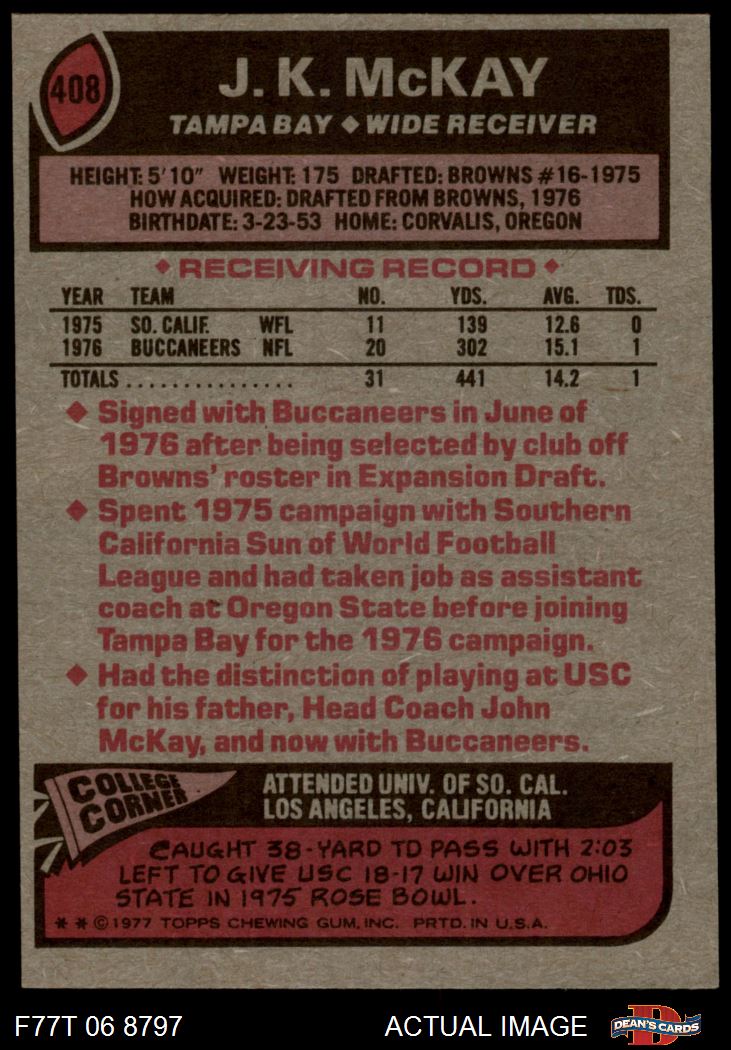 408
J. K. McKAY
TAMPA BAY ◆ WIDE RECEIVER
HEIGHT: 5'10" WEIGHT: 175 DRAFTED: BROWNS #16-1975
HOW ACQUIRED: DRAFTED FROM BROWNS, 1976
BIRTHDATE: 3-23-53 HOME: CORVALIS, OREGON
◆ RECEIVING RECORD ◆
YEAR TEAM NO. YDS. AVG. TDS.
1975 SO. CALIF. WFL 11 139 12.6 0
1976 BUCCANEERS NFL 20 302 15.1 1
TOTALS ............... 31 441 14.2 1
◆ Signed with Buccaneers in June of
1976 after being selected by club off
Browns' roster in Expansion Draft.
◆ Spent 1975 campaign with Southern
California Sun of World Football
League and had taken job as assistant
coach at Oregon State before joining
Tampa Bay for the 1976 campaign.
◆ Had the distinction of playing at USC
for his father, Head Coach John
McKay, and now with Buccaneers.
COLLEGE
CORNER
ATTENDED UNIV. OF SO. CAL.
LOS ANGELES, CALIFORNIA
CAUGHT 38-YARD TD PASS WITH 2:03
LEFT TO GIVE USC 18-17 WIN OVER OHIO
STATE IN 1975 ROSE BOWL.
* * © 1977 TOPPS CHEWING GUM, INC. PRTD. IN U.S.A.
F77T 06 8797 ACTUAL IMAGE
D
DEAN'S CARDS